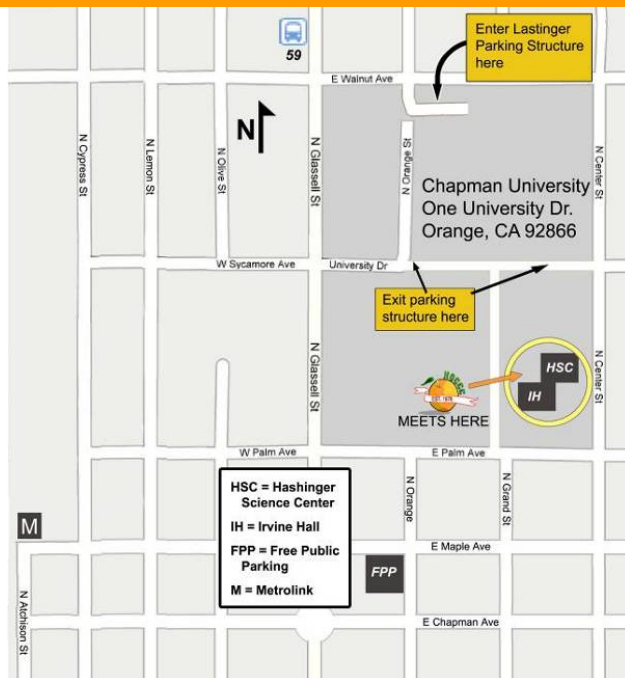 Enter Lastinger
Parking Structure
here
59
E Walnut Ave
N
N Cypress St
N Lemon St
N Olive St
N Glassell St
N Orange St
N Center St
Chapman University
One University Dr.
Orange, CA 92866
W Sycamore Ave
University Dr
Exit parking
structure here
N Glassell St
N Center St
HSC
IH
EST. 1976
MEETS HERE
W Palm Ave
E Palm Ave
HSC = Hashinger
Science Center
IH = Irvine Hall
FPP = Free Public
Parking
M = Metrolink
N Orange
N Grand St
M
E Maple Ave
FPP
N Atchison St
E Chapman Ave